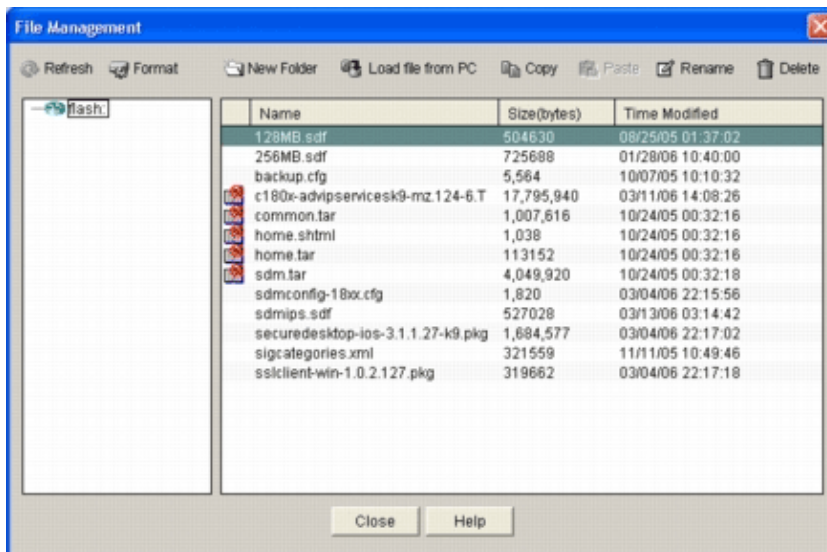 File Management
Refresh Format New Folder Load file from PC Copy Paste Rename Delete
flash:
Name Size(bytes) Time Modified
128MB.sdf 504630 08/25/05 01:37:02
256MB.sdf 725688 01/28/06 10:40:00
backup.cfg 5,564 10/07/05 10:10:32
c180x-advipservicesk9-mz.124-6.T 17,795,940 03/11/06 14:08:26
common.tar 1,007,616 10/24/05 00:32:16
home.shtml 1,038 10/24/05 00:32:16
home.tar 113152 10/24/05 00:32:16
sdm.tar 4,049,920 10/24/05 00:32:18
sdmconfig-18xx.cfg 1,820 03/04/06 22:15:56
sdmips.sdf 527028 03/13/06 03:14:42
securedesktop-ios-3.1.1.27-k9.pkg 1,684,577 03/04/06 22:17:02
sigcategories.xml 321559 11/11/05 10:49:46
sslclient-win-1.0.2.127.pkg 319662 03/04/06 22:17:18
Close Help